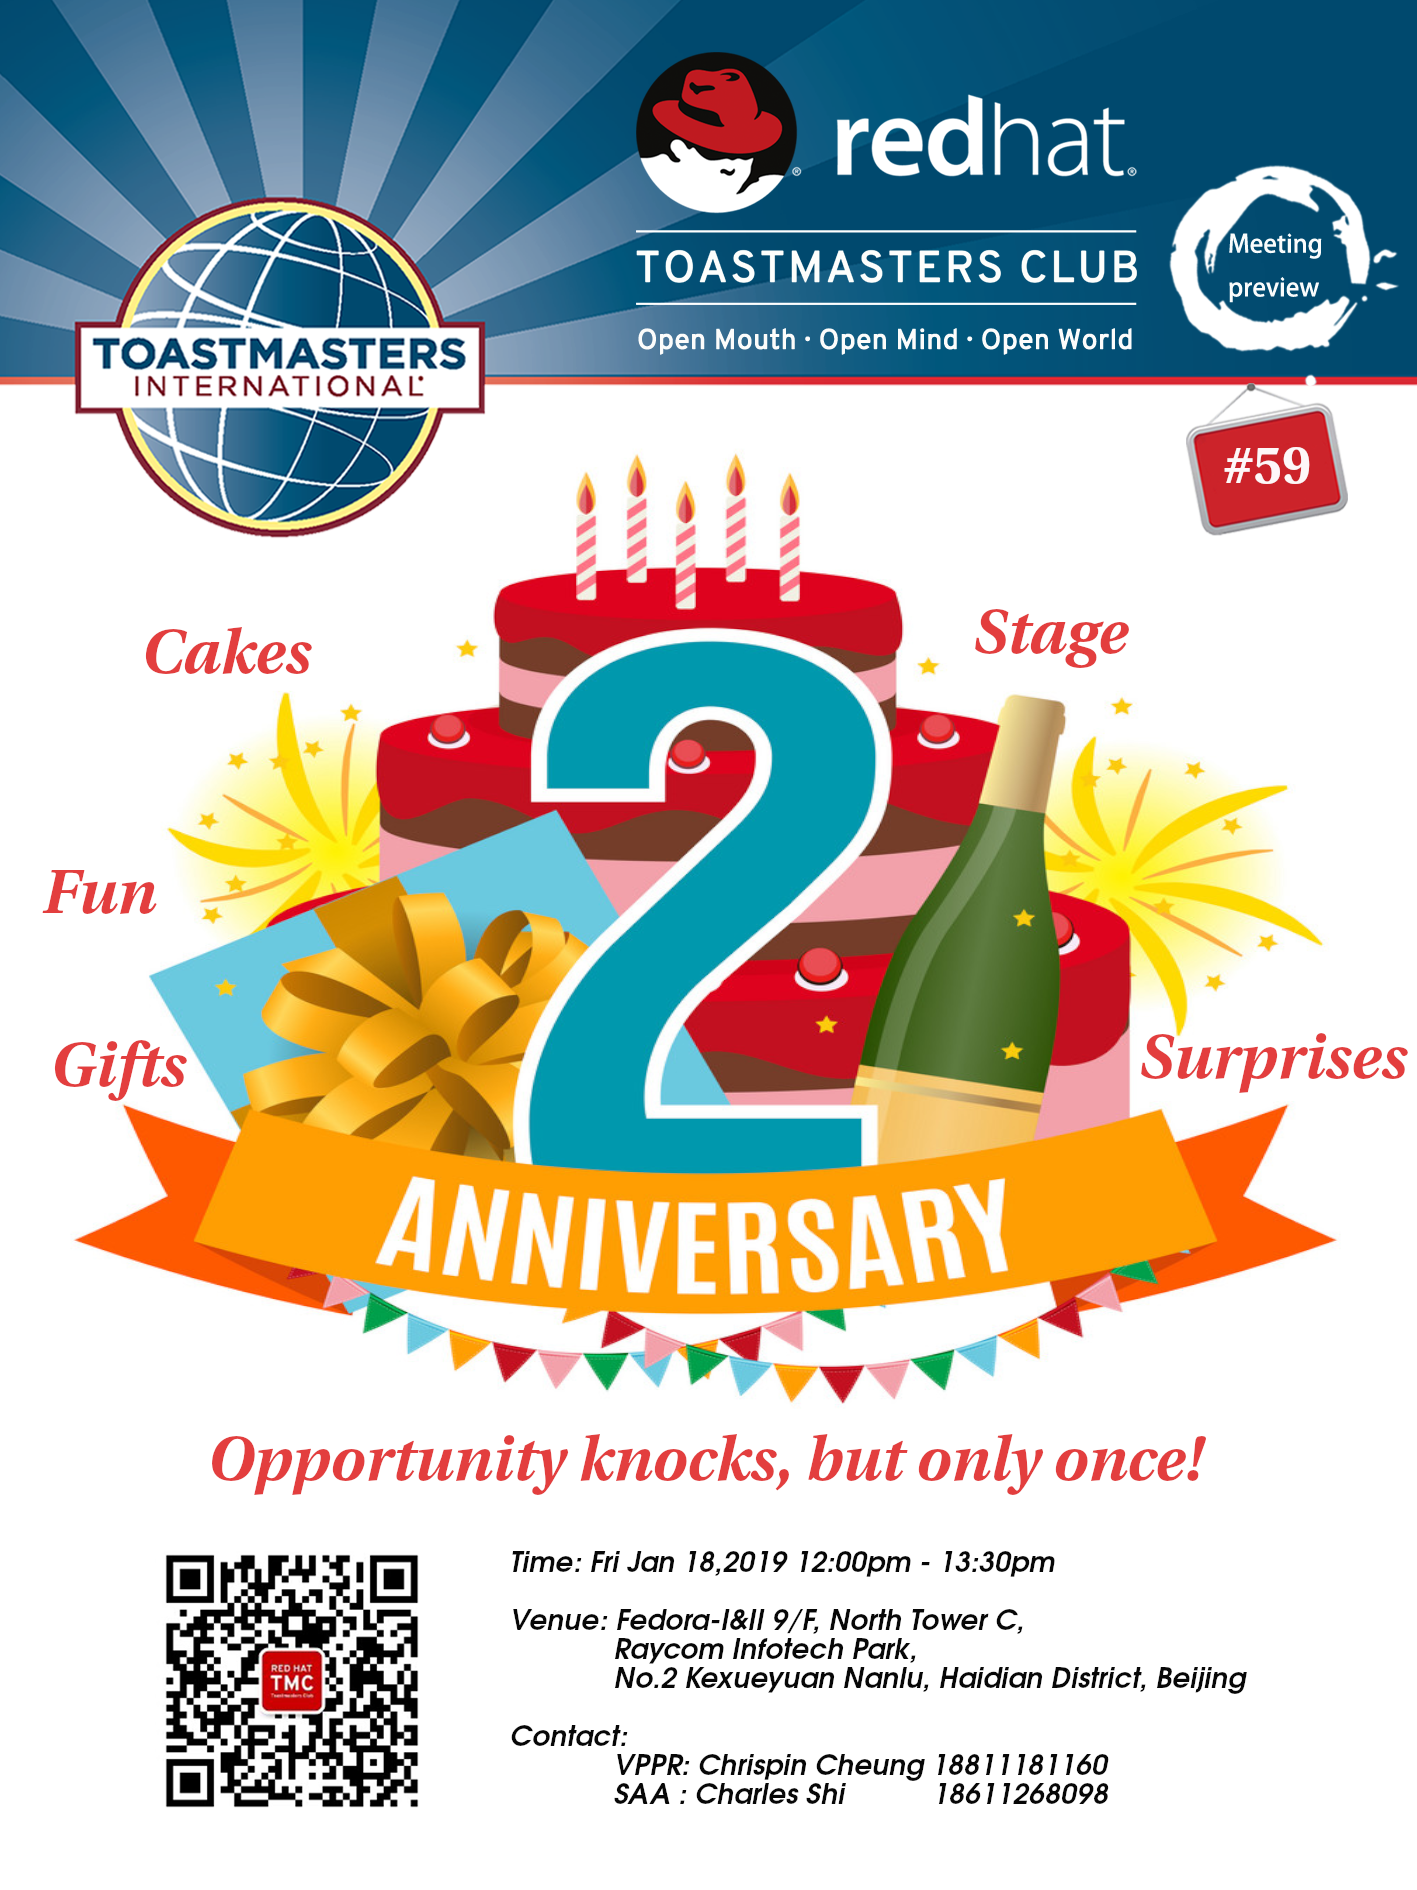 redhat
TOASTMASTERS CLUB
Open Mouth · Open Mind · Open World
Meeting
preview
TOASTMASTERS
INTERNATIONAL
#59
Cakes
Stage
Fun
Gifts
Surprises
2
ANNIVERSARY
Opportunity knocks, but only once!
Time: Fri Jan 18,2019 12:00pm - 13:30pm
Venue: Fedora-I&II 9/F, North Tower C,
Raycom Infotech Park,
No.2 Kexueyuan Nanlu, Haidian District, Beijing
Contact:
VPPR: Chrispin Cheung 18811181160
SAA : Charles Shi 18611268098
RED HAT
TMC
Toastmasters Club